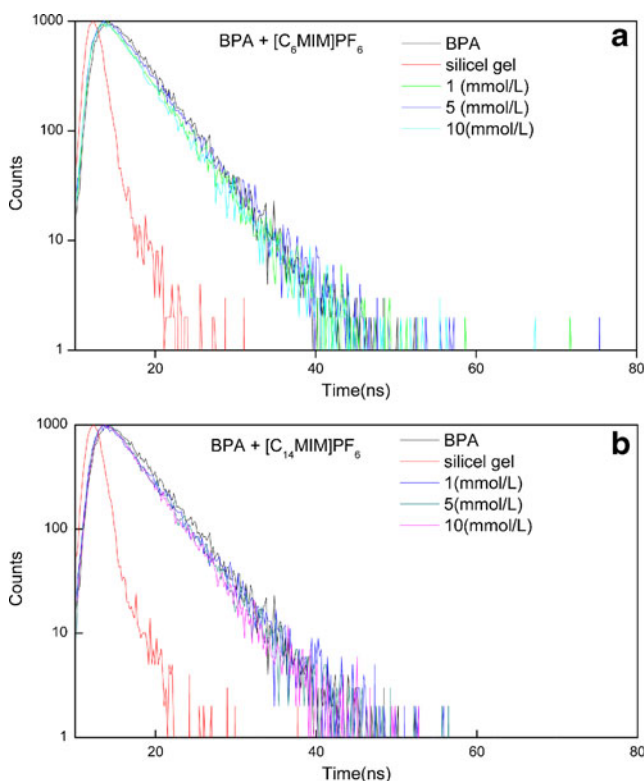 a
BPA + [C6MIM]PF6
BPA
silicel gel
1 (mmol/L)
5 (mmol/L)
10(mmol/L)
Counts
1000
100
10
1
20
40
60
80
Time(ns)
b
BPA + [C14MIM]PF6
BPA
silicel gel
1(mmol/L)
5(mmol/L)
10(mmol/L)
Counts
1000
100
10
1
20
40
60
80
Time(ns)